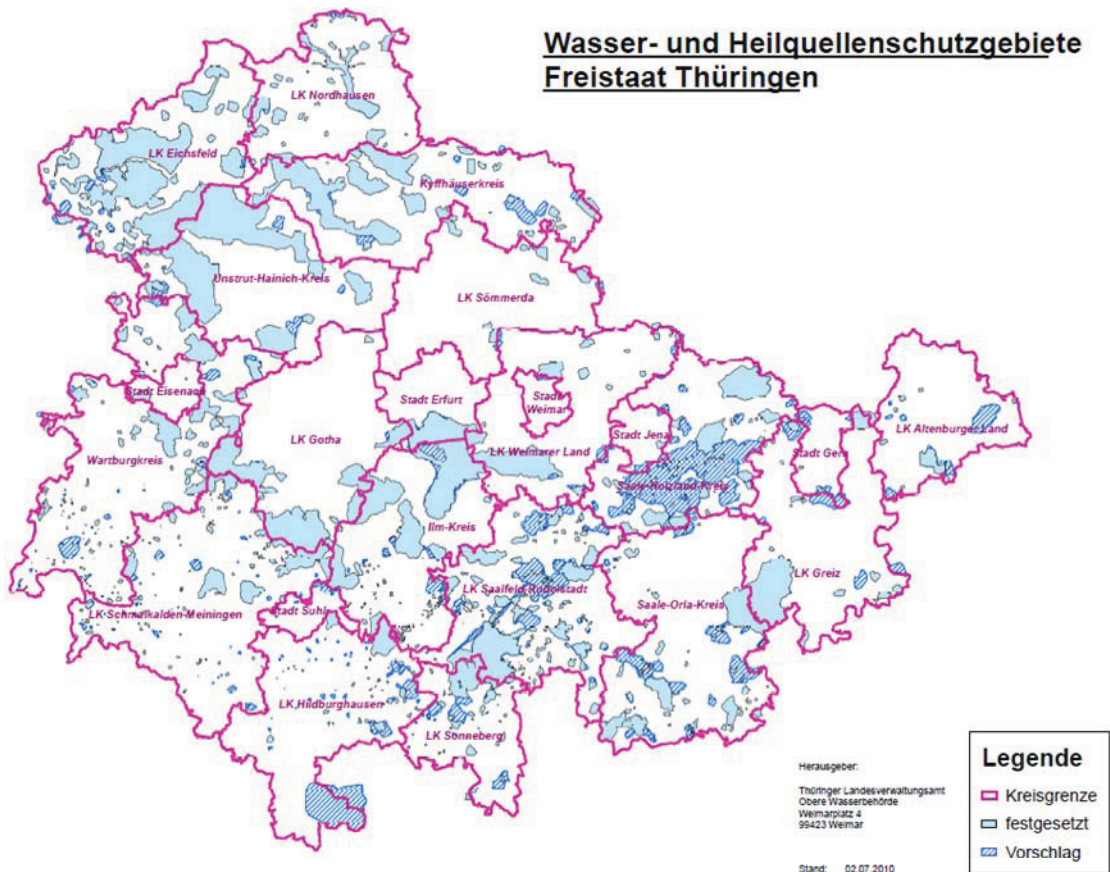 Wasser- und Heilquellenschutzgebiete
Freistaat Thüringen
LK Nordhausen
LK Eichsfeld
Kyffhäuserkreis
Unstrut-Hainich-Kreis
LK Sömmerda
Stadt Eisenach
Stadt Erfurt
Stadt
Weimar
LK Gotha
Stadt Jena
LK Altenburger Land
Wartburgkreis
LK Weimarer Land
Stadt Gera
Saale-Holzland-Kreis
Ilm-Kreis
LK Saalfeld-Rudolstadt
LK Greiz
Saale-Orla-Kreis
LK Schmalkalden-Meiningen
Stadt Suhl
LK Hildburghausen
LK Sonneberg
Herausgeber:
Thüringer Landesverwaltungsamt
Obere Wasserbehörde
Weimarplatz 4
99423 Weimar
Stand: 02.07.2010
Legende
Kreisgrenze
festgesetzt
Vorschlag